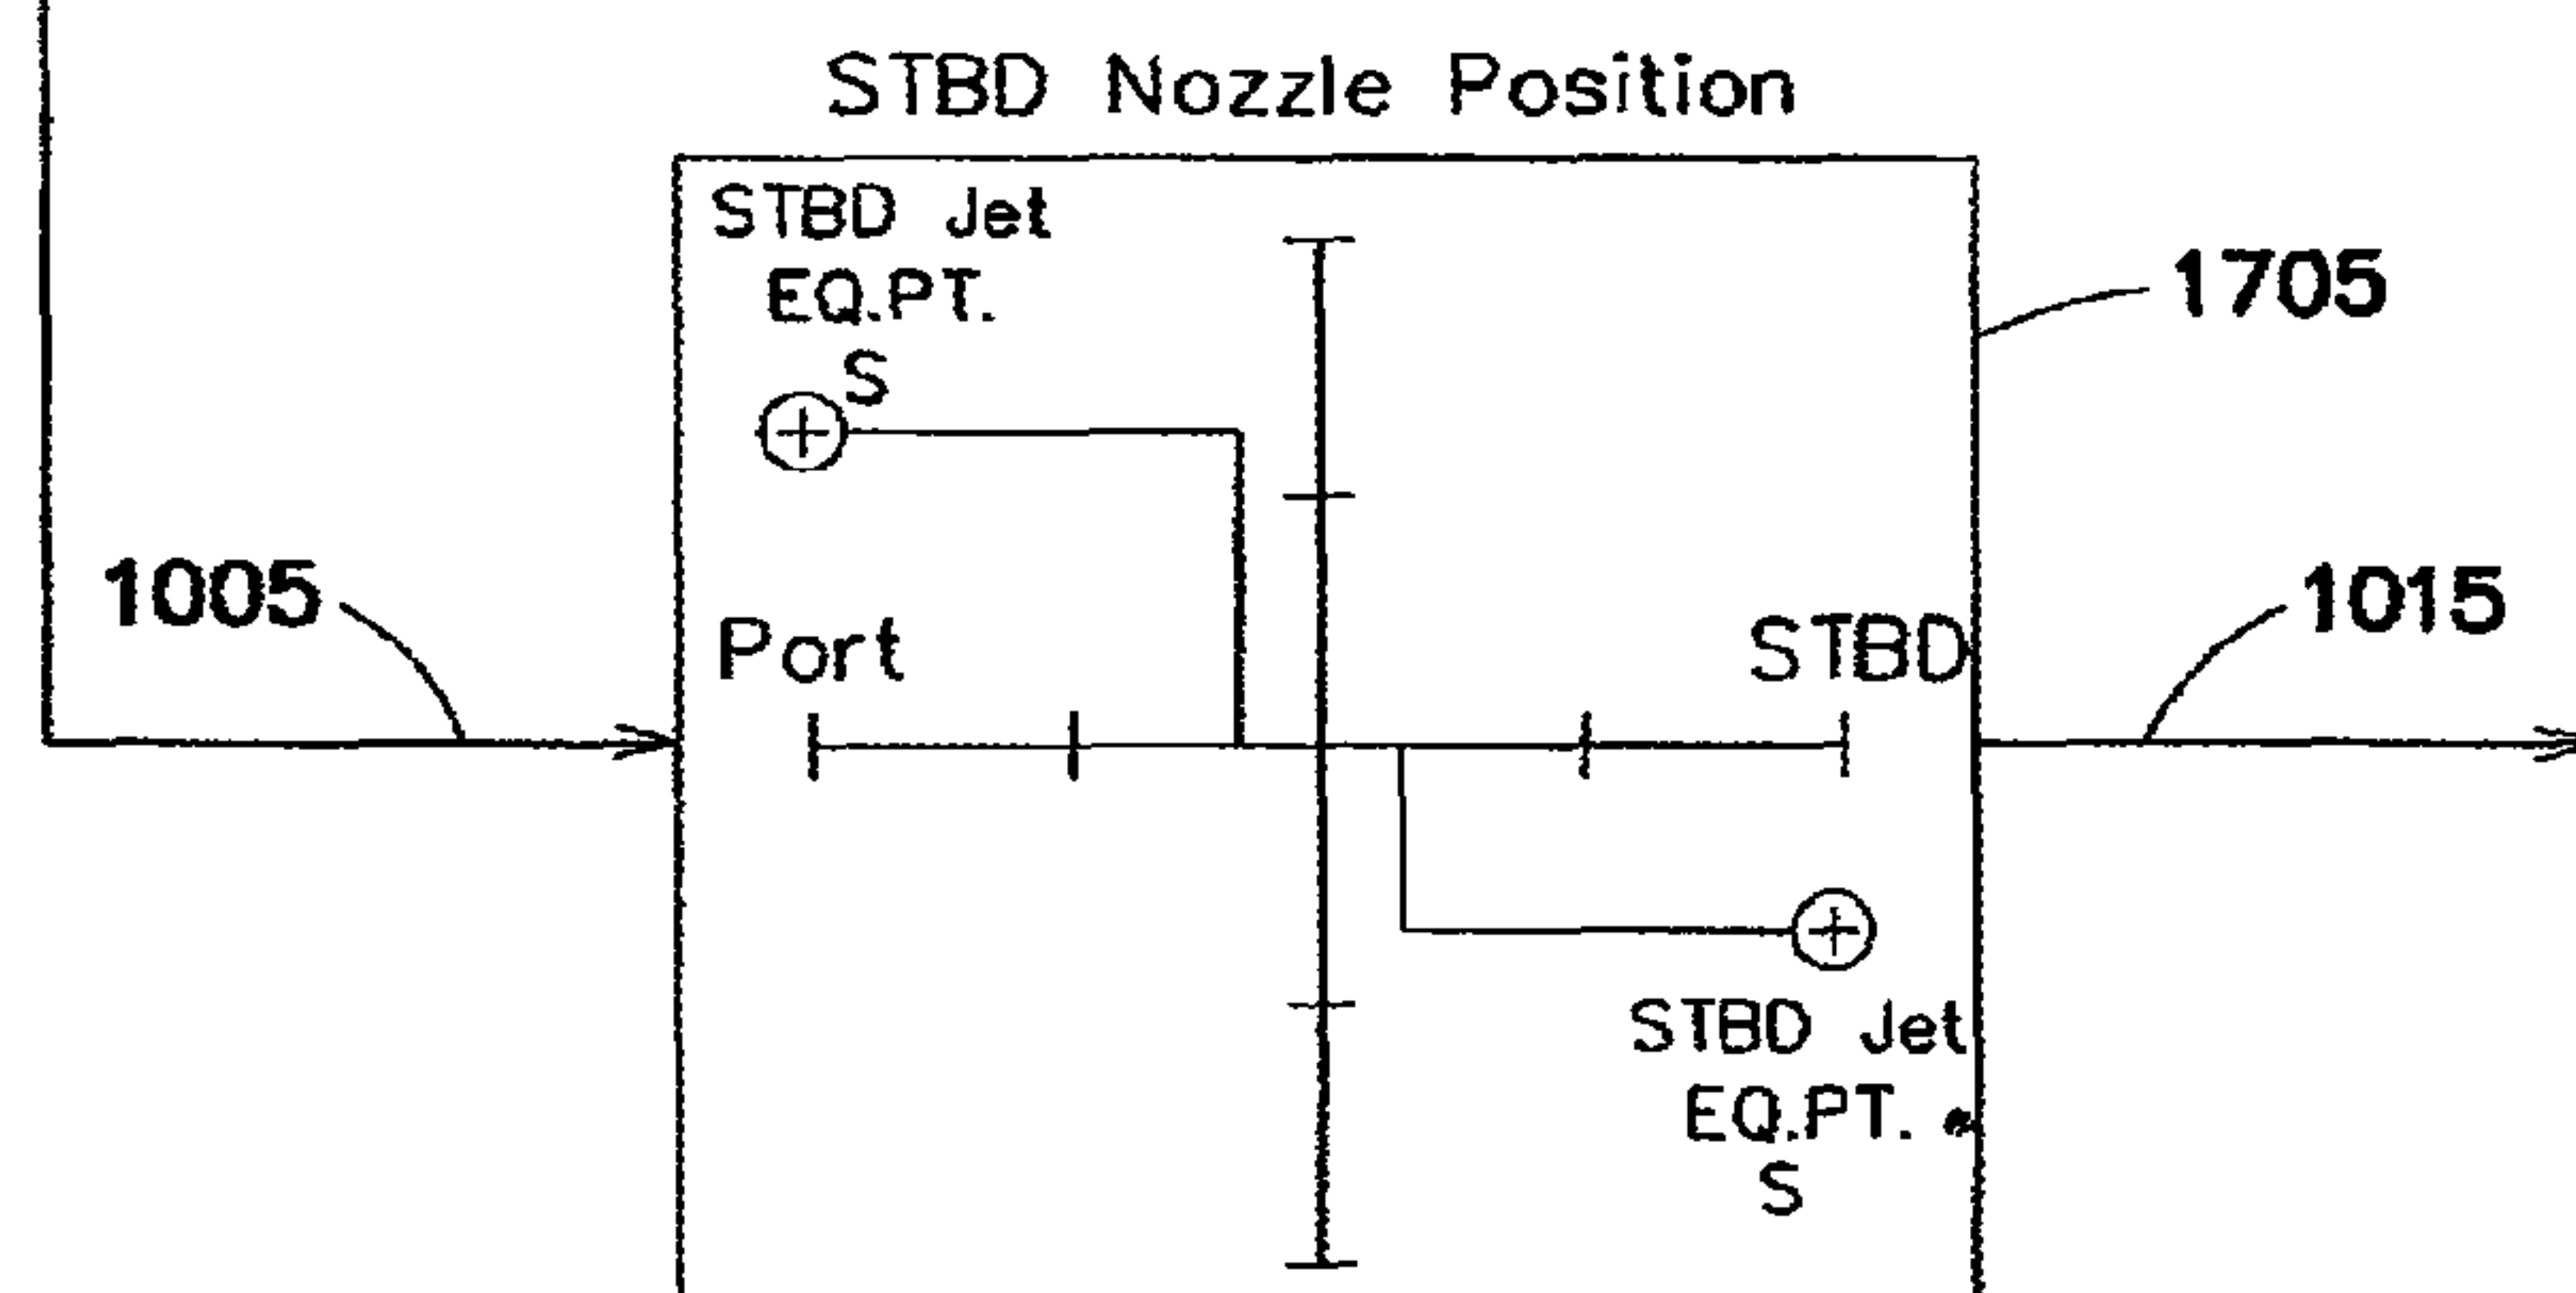 STBD Nozzle Position
STBD Jet
EQ.PT.
S
1705
1005
Port
STBD
1015
STBD Jet
EQ.PT.
S